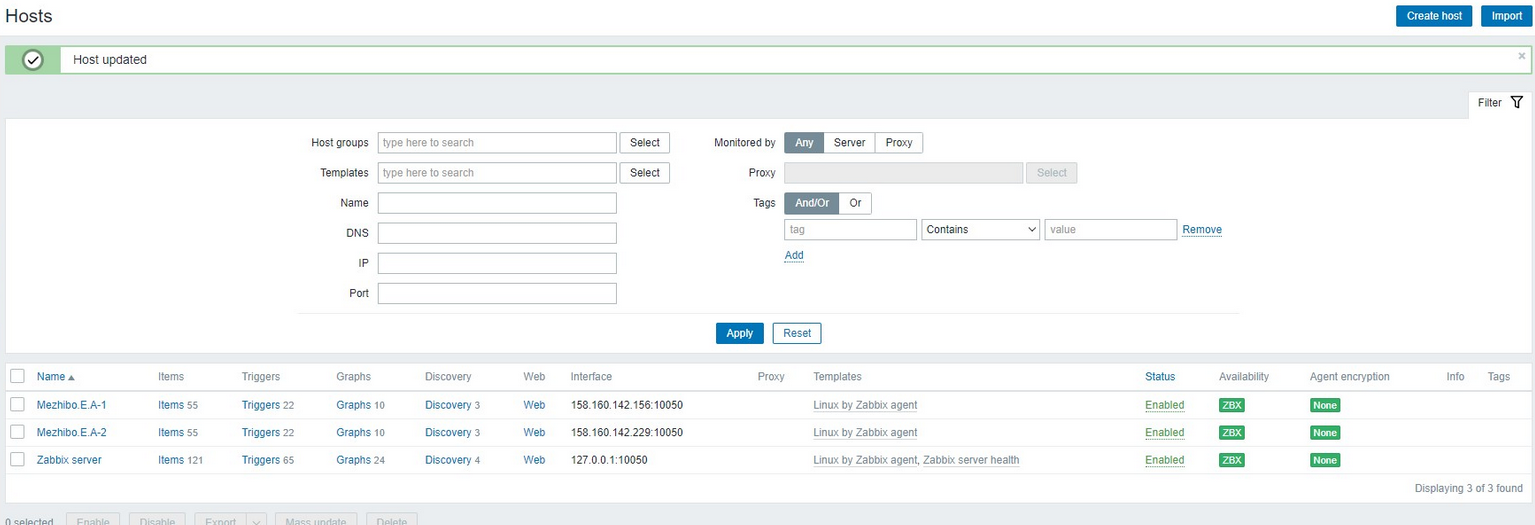 Hosts
Create host Import
Host updated
Filter
Host groups type here to search Select Monitored by Any Server Proxy
Templates type here to search Select Proxy Select
Name Tags And/Or Or
DNS tag Contains value Remove
IP Add
Port
Apply Reset
Name Items Triggers Graphs Discovery Web Interface Proxy Templates Status Availability Agent encryption Info Tags
Mezhibo.E.A-1 Items 55 Triggers 22 Graphs 10 Discovery 3 Web 158.160.142.156:10050 Linux by Zabbix agent Enabled ZBX None
Mezhibo.E.A-2 Items 55 Triggers 22 Graphs 10 Discovery 3 Web 158.160.142.229:10050 Linux by Zabbix agent Enabled ZBX None
Zabbix server Items 121 Triggers 65 Graphs 24 Discovery 4 Web 127.0.0.1:10050 Linux by Zabbix agent, Zabbix server health Enabled ZBX None
Displaying 3 of 3 found
0 selected Enable Disable Export Mass update Delete